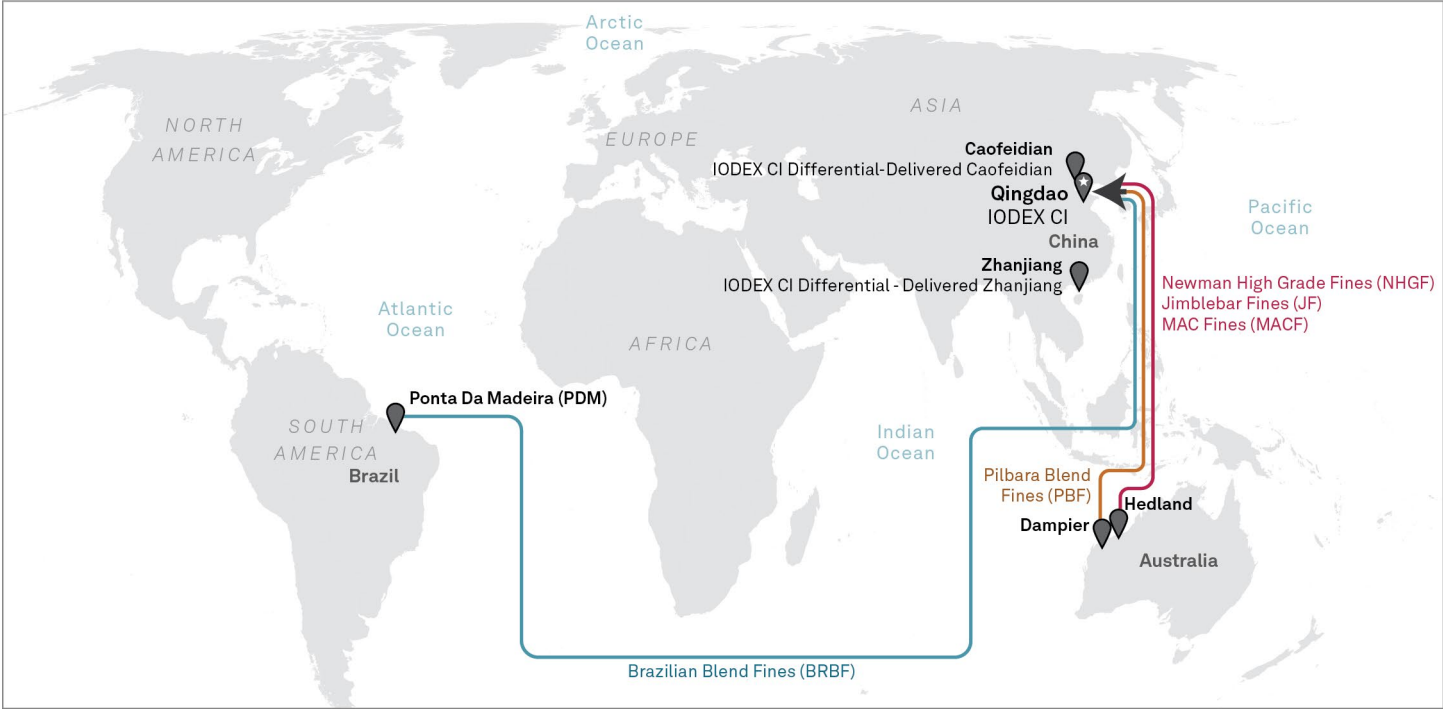 Arctic
Ocean
NORTH
AMERICA
EUROPE
ASIA
Caofeidian
IODEX CI Differential-Delivered Caofeidian
Qingdao
IODEX CI
China
Zhanjiang
IODEX CI Differential - Delivered Zhanjiang
Pacific
Ocean
Newman High Grade Fines (NHGF)
Jimblebar Fines (JF)
MAC Fines (MACF)
Atlantic
Ocean
AFRICA
Ponta Da Madeira (PDM)
SOUTH
AMERICA
Brazil
Indian
Ocean
Pilbara Blend
Fines (PBF)
Hedland
Dampier
Australia
Brazilian Blend Fines (BRBF)